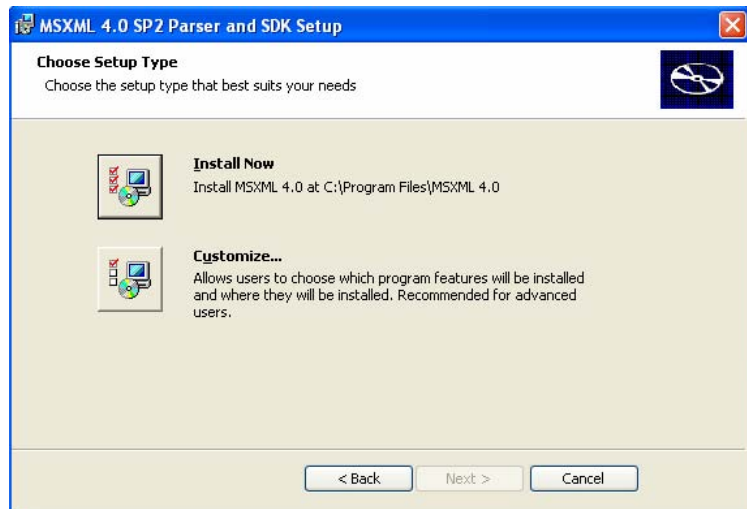 MSXML 4.0 SP2 Parser and SDK Setup
Choose Setup Type
Choose the setup type that best suits your needs
Install Now
Install MSXML 4.0 at C:\Program Files\MSXML 4.0
Customize...
Allows users to choose which program features will be installed
and where they will be installed. Recommended for advanced
users.
< Back Next > Cancel